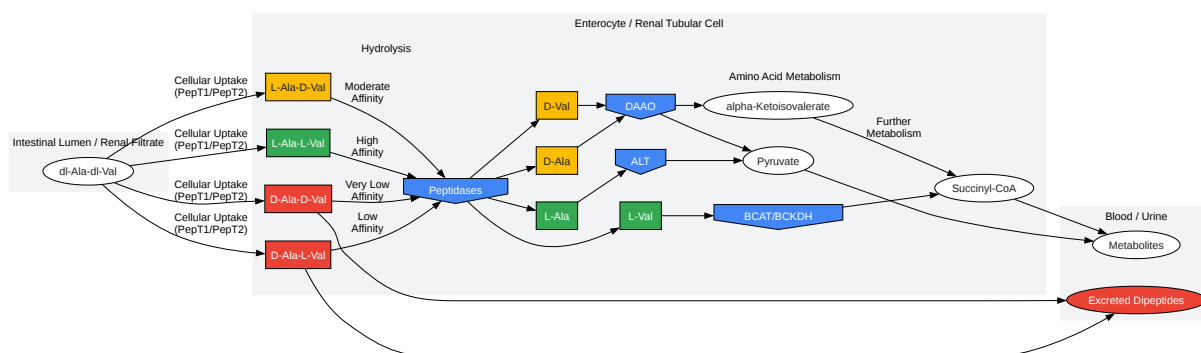 Enterocyte / Renal Tubular Cell
Hydrolysis
Intestinal Lumen / Renal Filtrate
dl-Ala-dl-Val
Cellular Uptake
(PepT1/PepT2)
Cellular Uptake
(PepT1/PepT2)
Cellular Uptake
(PepT1/PepT2)
Cellular Uptake
(PepT1/PepT2)
L-Ala-D-Val
L-Ala-L-Val
D-Ala-D-Val
D-Ala-L-Val
Moderate
Affinity
High
Affinity
Very Low
Affinity
Low
Affinity
Peptidases
D-Val
D-Ala
L-Ala
L-Val
Amino Acid Metabolism
DAAO
alpha-Ketoisovalerate
ALT
Pyruvate
BCAT/BCKDH
Further
Metabolism
Succinyl-CoA
Blood / Urine
Metabolites
Excreted Dipeptides